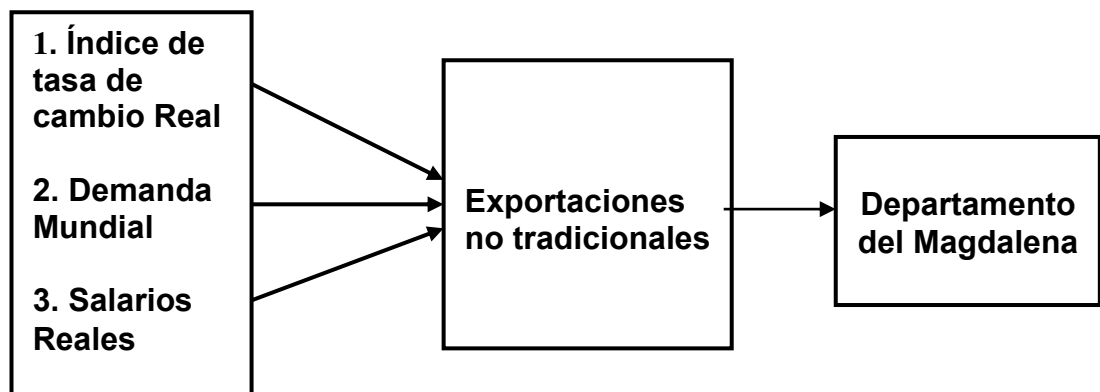 1. Índice de
tasa de
cambio Real
2. Demanda
Mundial
3. Salarios
Reales
Exportaciones
no tradicionales
Departamento
del Magdalena